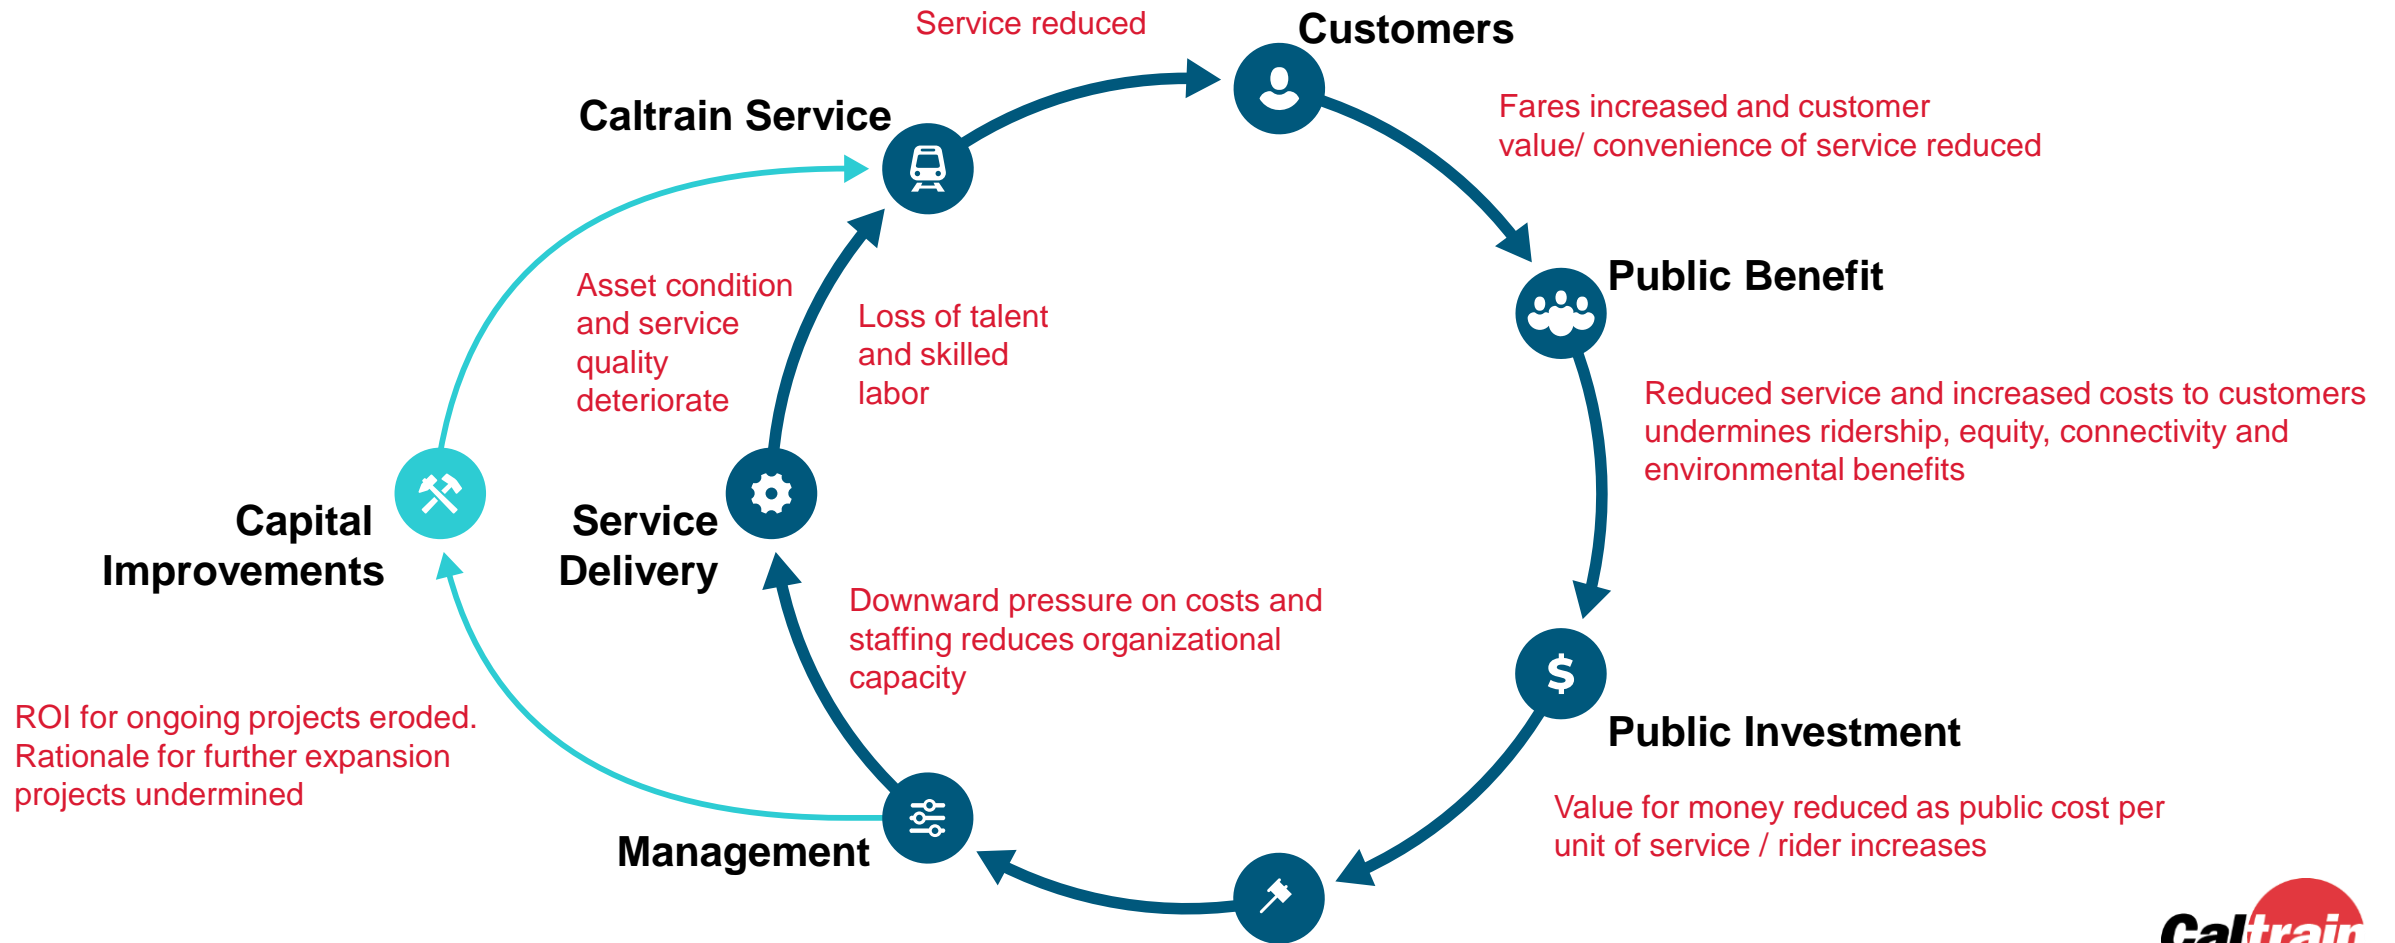 Service reduced
Customers
Caltrain Service
Fares increased and customer
value/ convenience of service reduced
Public Benefit
Asset condition
and service
quality
deteriorate
Loss of talent
and skilled
labor
Reduced service and increased costs to customers
undermines ridership, equity, connectivity and
environmental benefits
Capital
Improvements
Service
Delivery
Downward pressure on costs and
staffing reduces organizational
capacity
$
Public Investment
ROI for ongoing projects eroded.
Rationale for further expansion
projects undermined
Value for money reduced as public cost per
unit of service / rider increases
Management
Caltrain